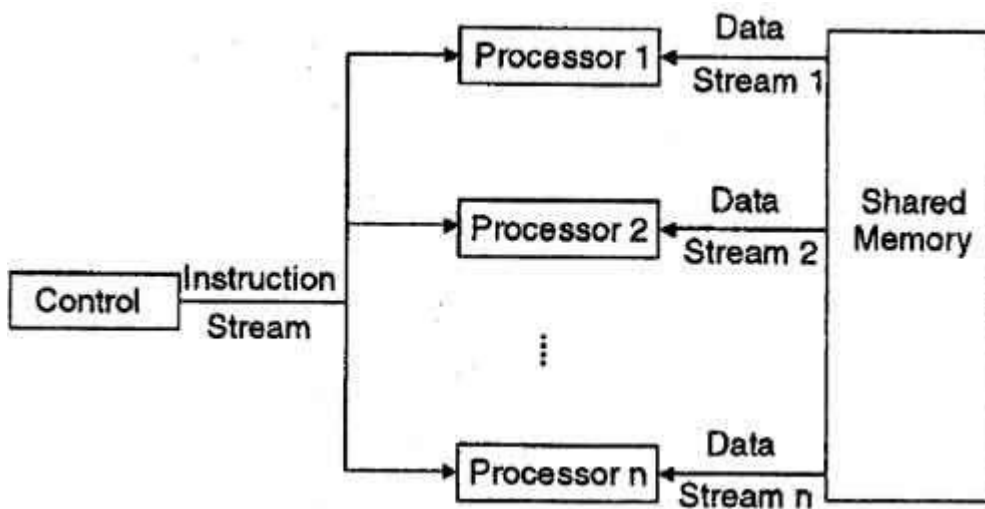 Data
Processor 1
Stream 1
Data
Processor 2
Stream 2
Shared
Memory
Instruction
Control
Stream
Data
Processor n
Stream n